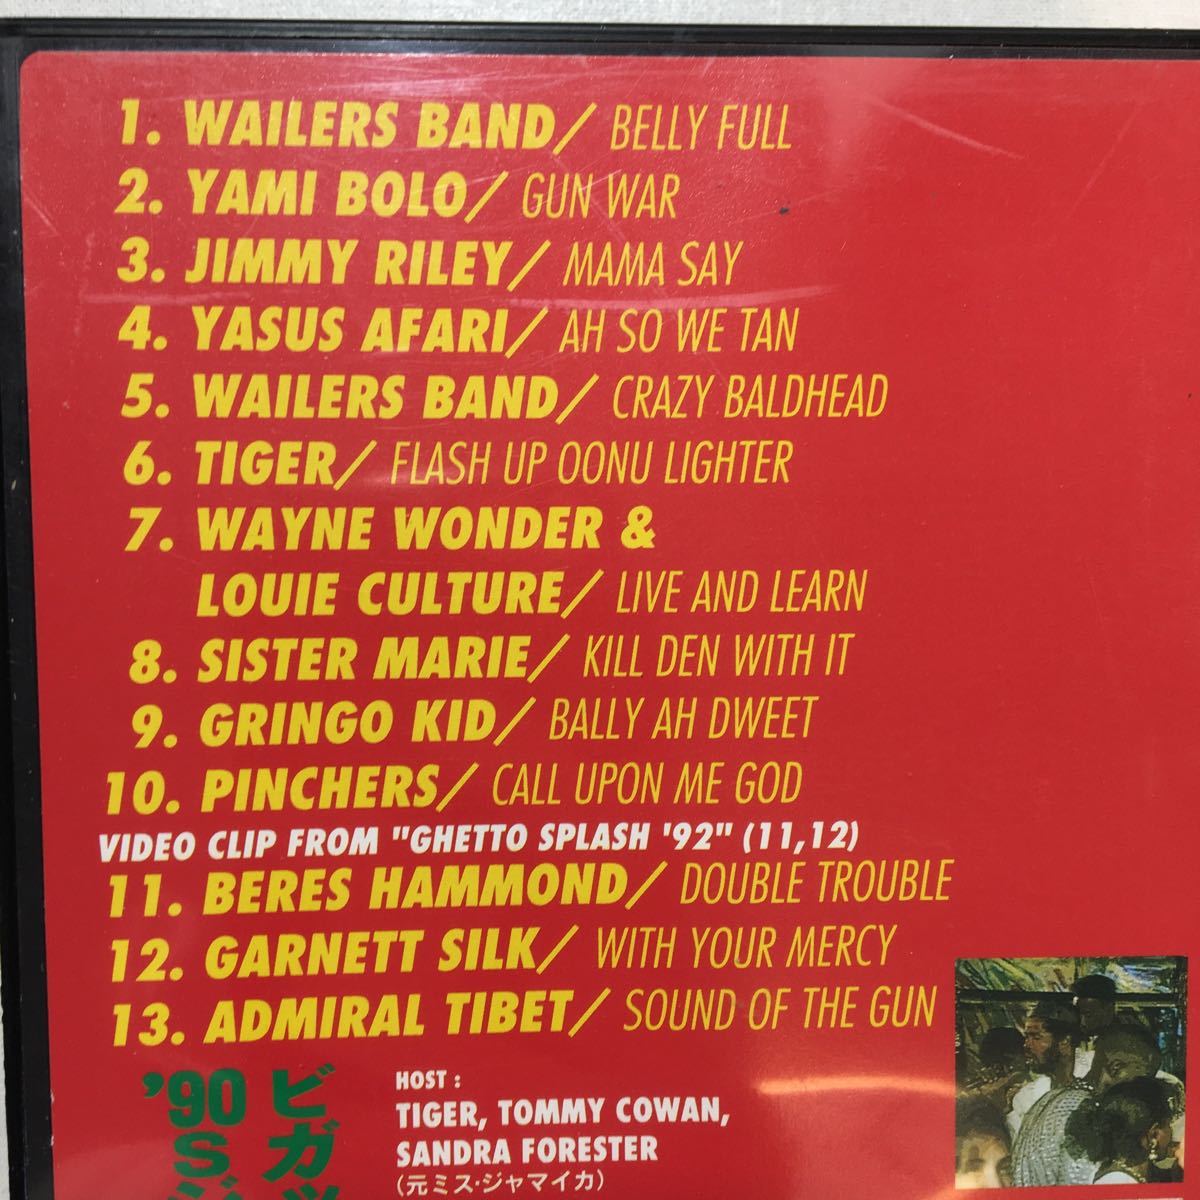 1. WAILERS BAND/ BELLY FULL
2. YAMI BOLO/ GUN WAR
3. JIMMY RILEY/ MAMA SAY
4. YASUS AFARI/ AH SO WE TAN
5. WAILERS BAND/ CRAZY BALDHEAD
6. TIGER/ FLASH UP OONU LIGHTER
7. WAYNE WONDER &
LOUIE CULTURE/ LIVE AND LEARN
8. SISTER MARIE/ KILL DEN WITH IT
9. GRINGO KID/ BALLY AH DWEET
10. PINCHERS/ CALL UPON ME GOD
VIDEO CLIP FROM "GHETTO SPLASH '92" (11,12)
11. BERES HAMMOND/ DOUBLE TROUBLE
12. GARNETT SILK/ WITH YOUR MERCY
13. ADMIRAL TIBET/ SOUND OF THE GUN
ビガッ
'90Sジ
HOST :
TIGER, TOMMY COWAN,
SANDRA FORESTER
(元ミス·ジャマイカ)